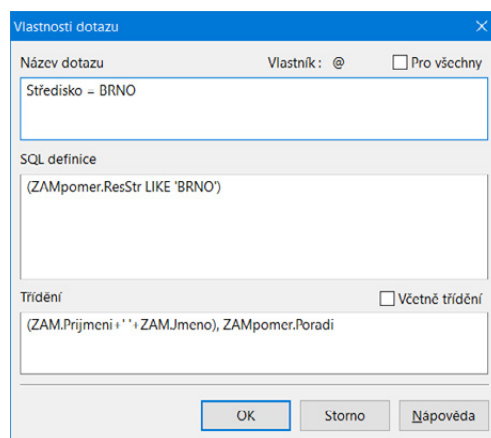 Vlastnosti dotazu
Název dotazu Vlastník: @ Pro všechny
Středisko = BRNO
SQL definice
(ZAMpomer.ResStr LIKE 'BRNO')
Třídění Včetně třídění
(ZAM.Prijmeni+' '+ZAM.Jmeno), ZAMpomer.Poradi
OK Storno Nápověda